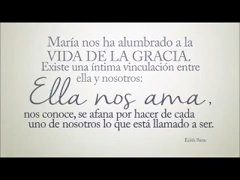 María nos ha alumbrado a la
VIDA DE LA GRACIA.
Existe una íntima vinculación entre
ella y nosotros:
Ella nos ama,
nos conoce, se afana por hacer de cada
uno de nosotros lo que está llamado a ser.
Edith Stein